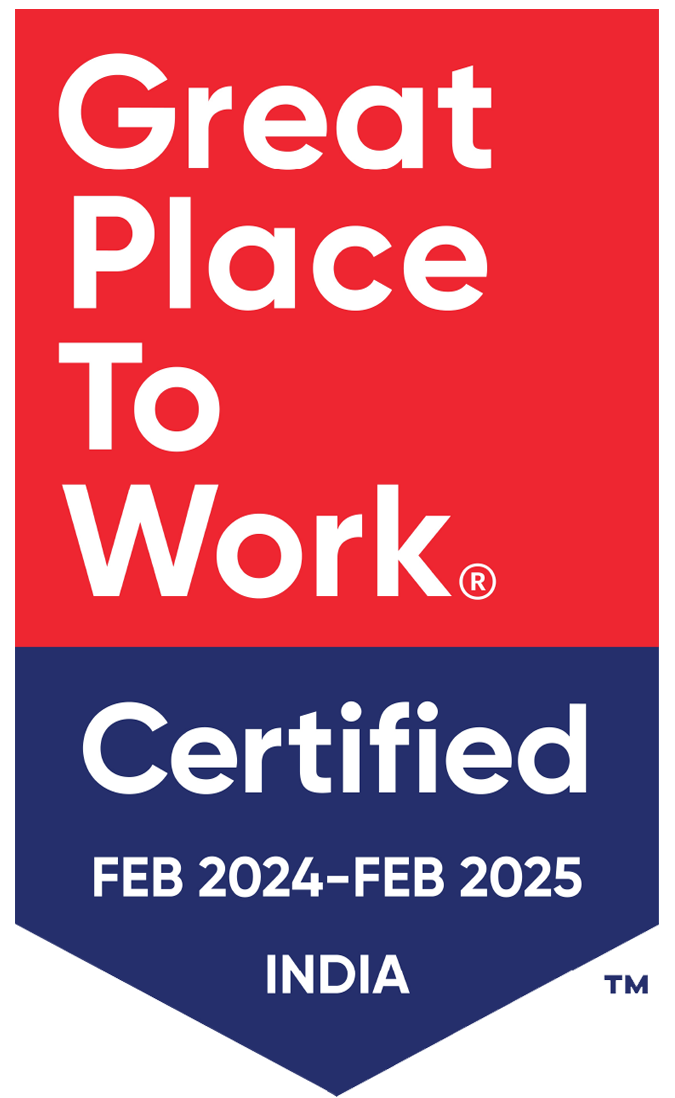 Great
Place
To
Work®
Certified
FEB 2024-FEB 2025
INDIA
TM